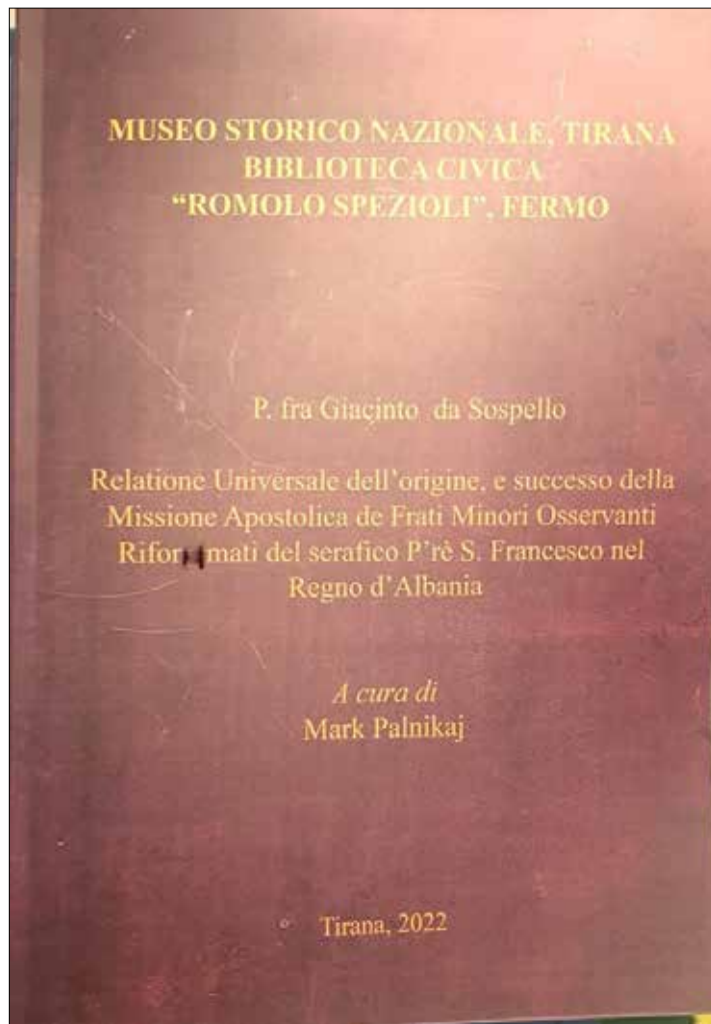 MUSEO STORICO NAZIONALE, TIRANA
BIBLIOTECA CIVICA
“ROMOLO SPEZIOLI”, FERMO
P. fra Giacinto da Sospello
Relatione Universale dell’origine, e successo della
Missione Apostolica de Frati Minori Osservanti
Riformati del serafico P’rè S. Francesco nel
Regno d’Albania
A cura di
Mark Palnikaj
Tirana, 2022